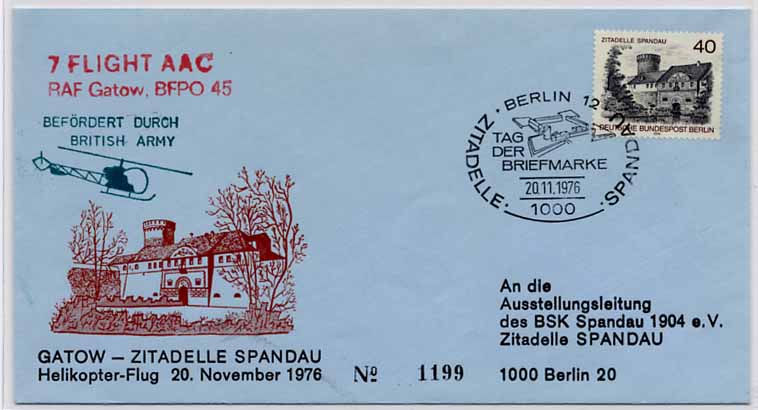 7 FLIGHT AAC
RAF Gatow, BFPO 45
BEFÖRDERT DURCH
BRITISH ARMY
ZITADELLE SPANDAU 40
DEUTSCHE BUNDESPOST BERLIN
BERLIN 12
ZITADELLE SPANDAU
TAG
DER
BRIEFMARKE
20.11.1976
1000
GATOW – ZITADELLE SPANDAU
Helikopter-Flug 20. November 1976 Nº 1199
An die
Ausstellungsleitung
des BSK Spandau 1904 e.V.
Zitadelle SPANDAU
1000 Berlin 20